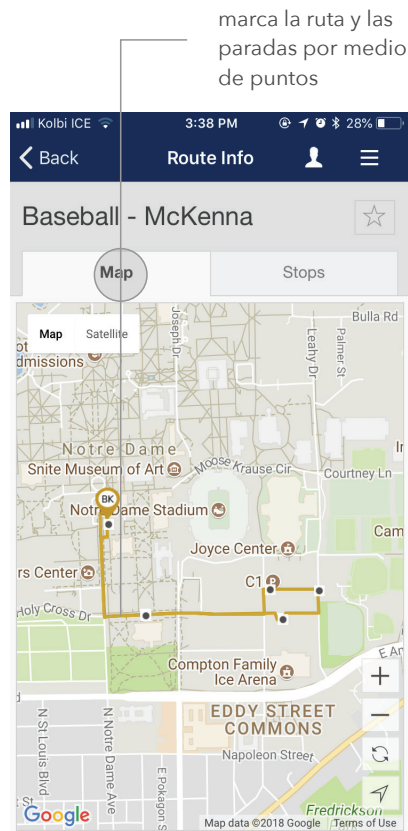 marca la ruta y las
paradas por medio
de puntos
Kolbi ICE 3:38 PM 28%
Back Route Info
Baseball - McKenna
Map Stops
Map Satellite
Joseph Dr
Leahy Dr
Palmer St
Bulla Rd
dmissions
Notre Dame
Snite Museum of Art
Moose Krause Cir
Courtney Ln
BK
Notre Dame Stadium
Cam
Joyce Center
rs Center
C1
Holy Cross Dr
Compton Family
Ice Arena
E An
EDDY STREET
COMMONS
Napoleon Street
N St Louis Blvd
N Notre Dame Ave
E Pokagon S
Fredrickson
Google
Map data ©2018 Google Terms of Use